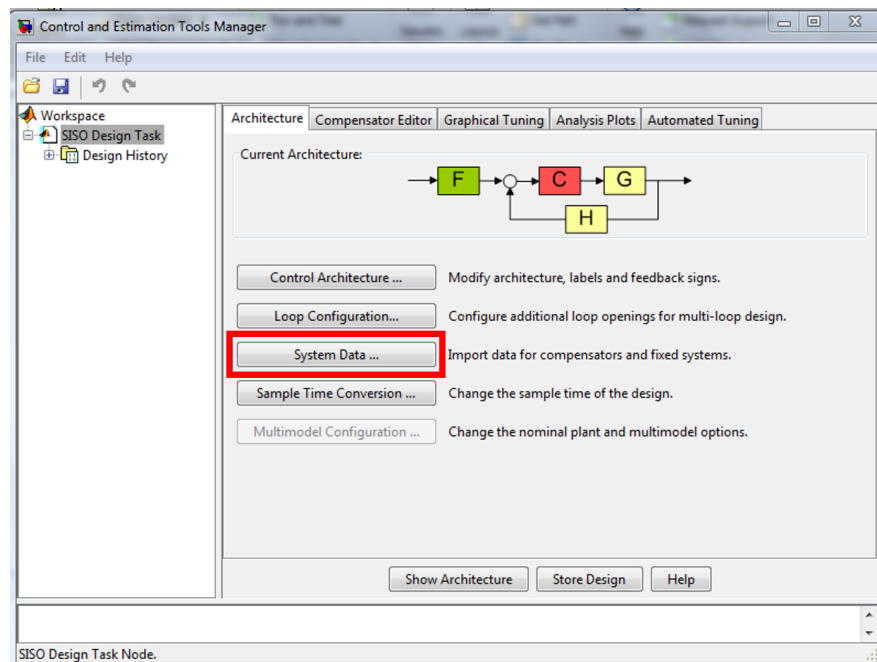 Control and Estimation Tools Manager
File Edit Help
Workspace
SISO Design Task
Design History
Architecture Compensator Editor Graphical Tuning Analysis Plots Automated Tuning
Current Architecture:
F C G
H
Control Architecture ... Modify architecture, labels and feedback signs.
Loop Configuration... Configure additional loop openings for multi-loop design.
System Data ... Import data for compensators and fixed systems.
Sample Time Conversion ... Change the sample time of the design.
Multimodel Configuration ... Change the nominal plant and multimodel options.
Show Architecture Store Design Help
SISO Design Task Node.